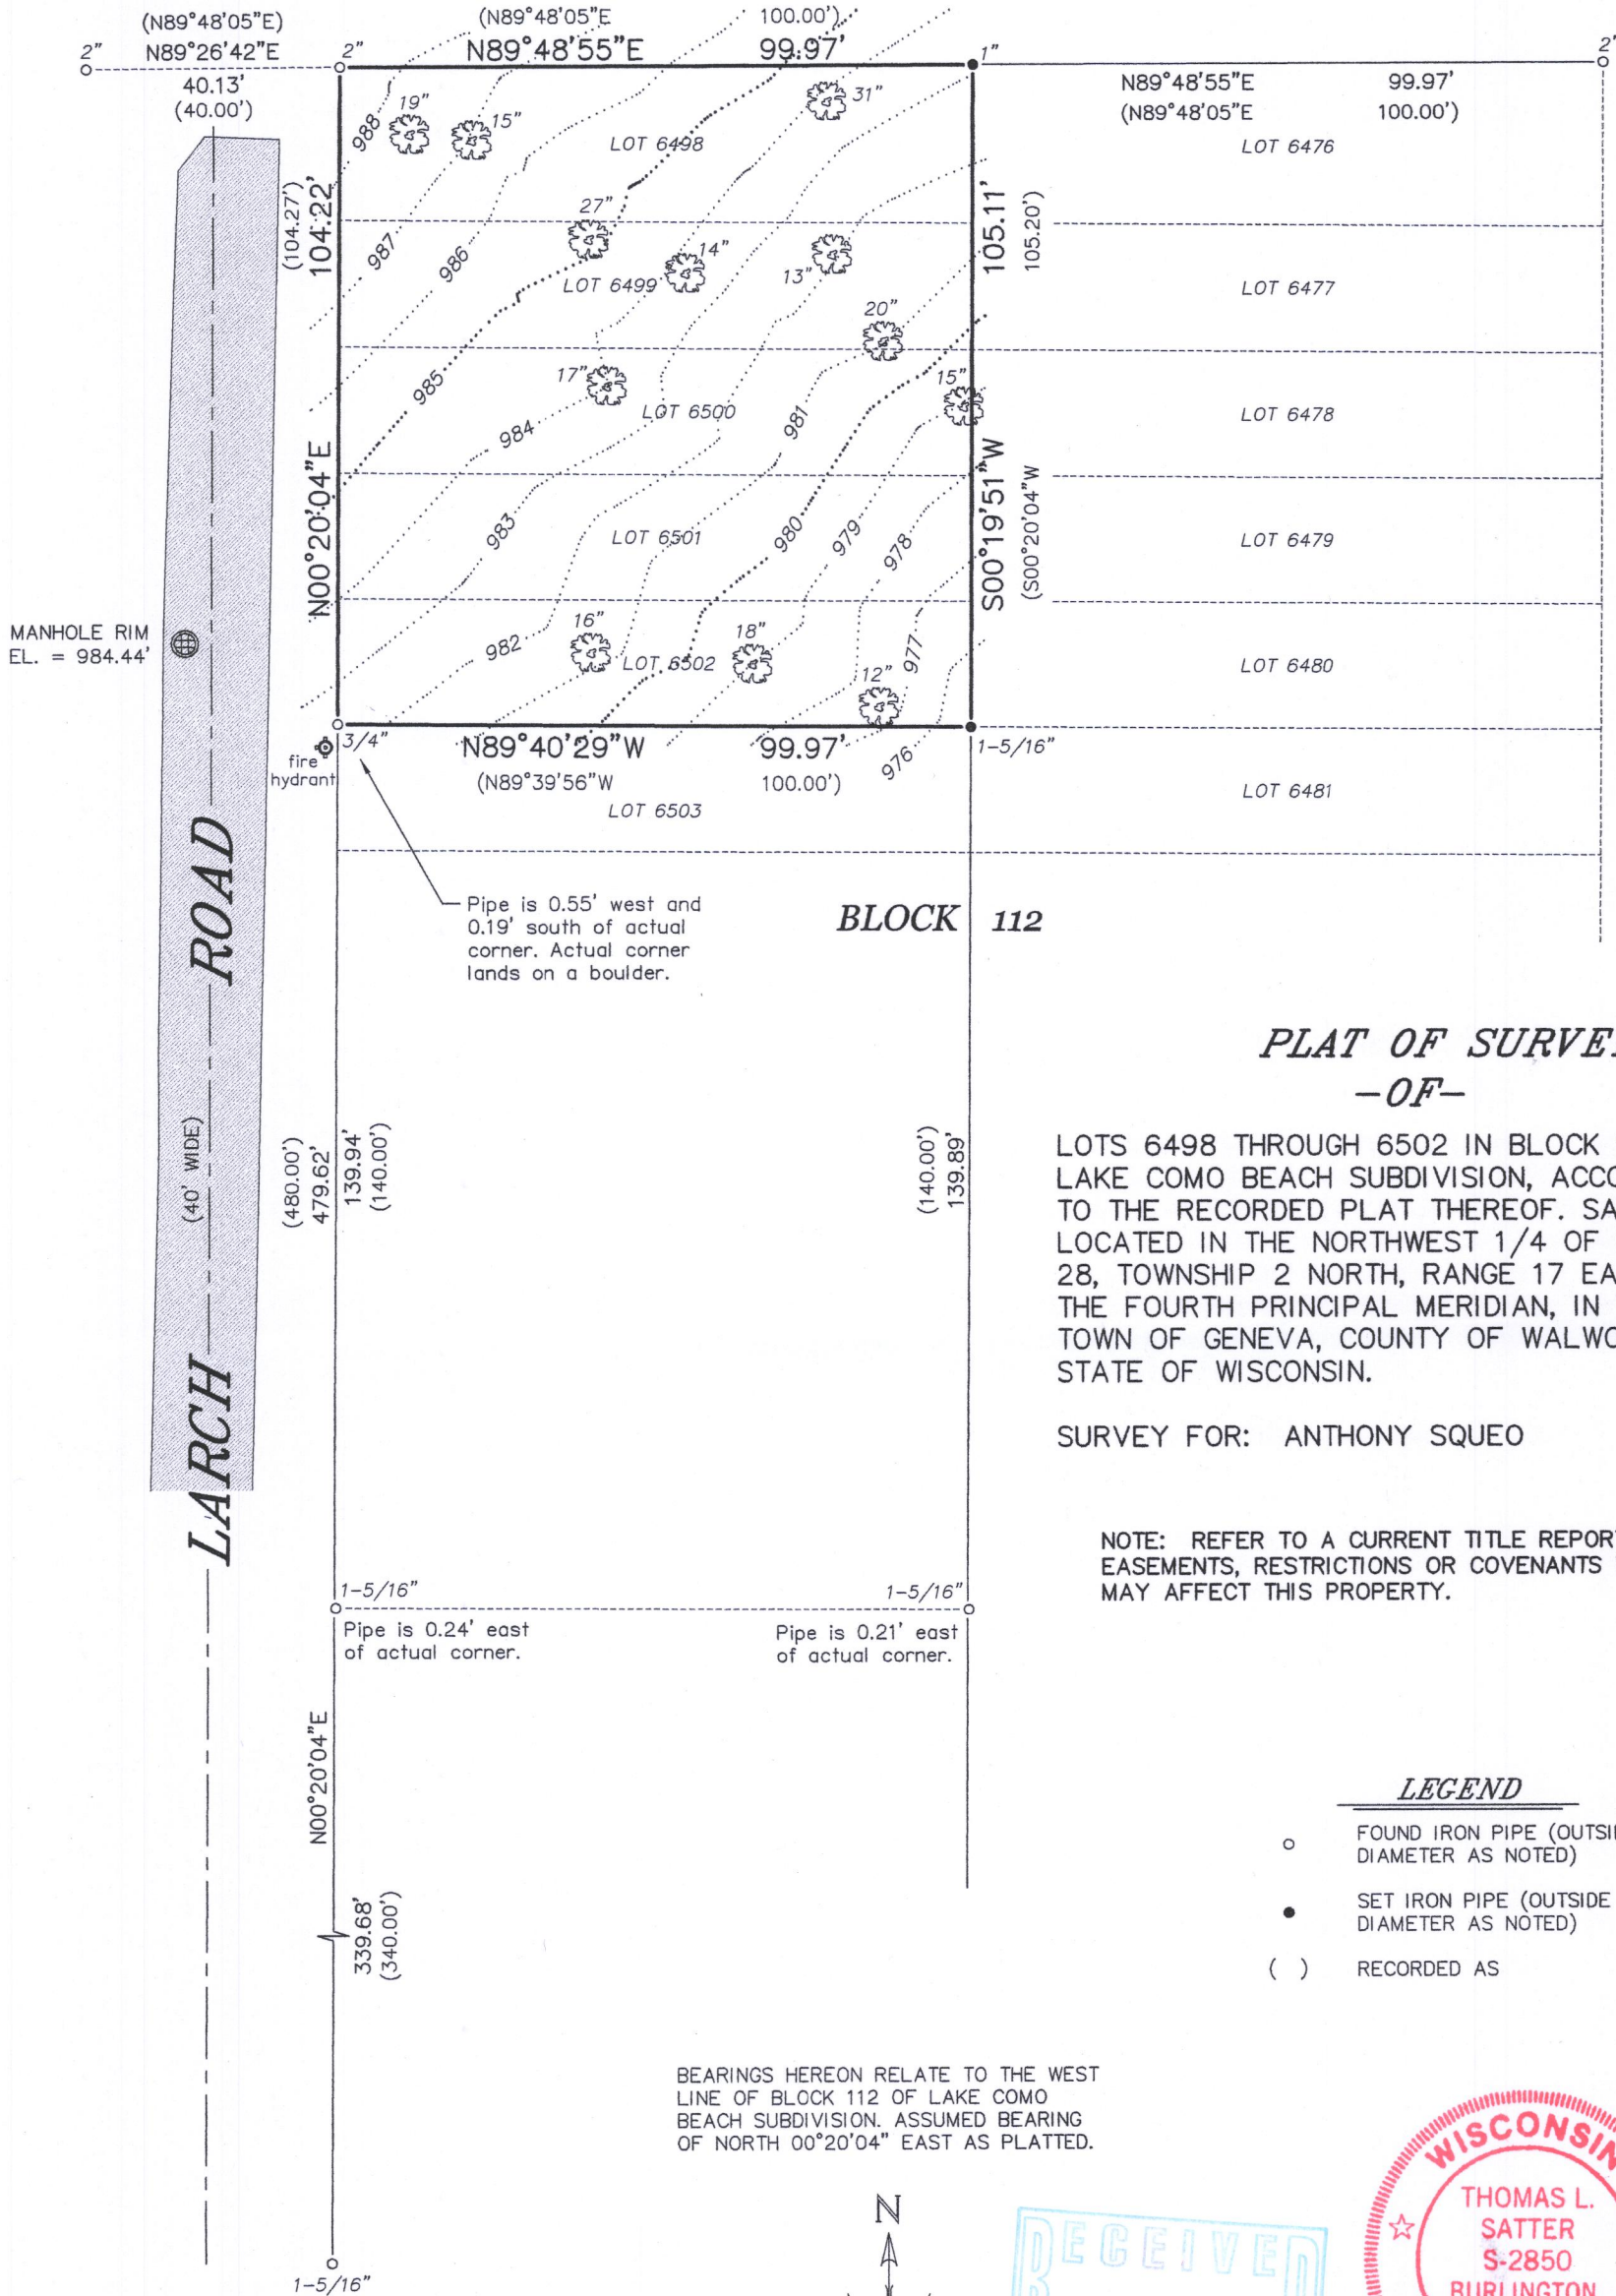 (N89°48'05"E)
2" N89°26'42"E
40.13'
(40.00')
(N89°48'05"E 100.00')
2" N89°48'55"E 99.97' 1"
N89°48'55"E 99.97'
(N89°48'05"E 100.00')
988
19"
15"
31"
LOT 6498
LOT 6476
(104.27')
104.22'
105.11'
105.20')
987
986
27"
14"
13"
LOT 6499
LOT 6477
20"
985
17"
15"
984
LOT 6500
981
LOT 6478
N00°20'04"E
S00°19'51"W
(S00°20'04"W
983
LOT 6501
980
979
978
LOT 6479
MANHOLE RIM
EL. = 984.44'
982
16"
LOT 6502
18"
12"
977
LOT 6480
3/4"
fire
hydrant
N89°40'29"W 99.97'
(N89°39'56"W 100.00')
976
1-5/16"
LOT 6503
LOT 6481
Pipe is 0.55' west and
0.19' south of actual
corner. Actual corner
lands on a boulder.
BLOCK 112
LARCH ROAD
(40' WIDE)
(480.00')
479.62'
139.94'
(140.00')
(140.00')
139.89'
PLAT OF SURVE
-OF-
LOTS 6498 THROUGH 6502 IN BLOCK
LAKE COMO BEACH SUBDIVISION, ACCO
TO THE RECORDED PLAT THEREOF. SA
LOCATED IN THE NORTHWEST 1/4 OF
28, TOWNSHIP 2 NORTH, RANGE 17 EA
THE FOURTH PRINCIPAL MERIDIAN, IN
TOWN OF GENEVA, COUNTY OF WALWO
STATE OF WISCONSIN.
SURVEY FOR: ANTHONY SQUEO
NOTE: REFER TO A CURRENT TITLE REPOR
EASEMENTS, RESTRICTIONS OR COVENANTS
MAY AFFECT THIS PROPERTY.
1-5/16"
1-5/16"
Pipe is 0.24' east
of actual corner.
Pipe is 0.21' east
of actual corner.
N00°20'04"E
339.68'
(340.00')
LEGEND
FOUND IRON PIPE (OUTSI
DIAMETER AS NOTED)
SET IRON PIPE (OUTSIDE
DIAMETER AS NOTED)
( ) RECORDED AS
BEARINGS HEREON RELATE TO THE WEST
LINE OF BLOCK 112 OF LAKE COMO
BEACH SUBDIVISION. ASSUMED BEARING
OF NORTH 00°20'04" EAST AS PLATTED.
N
1-5/16"
RECEIVED
WISCONSIN
THOMAS L.
SATTER
S-2850
BURLINGTON